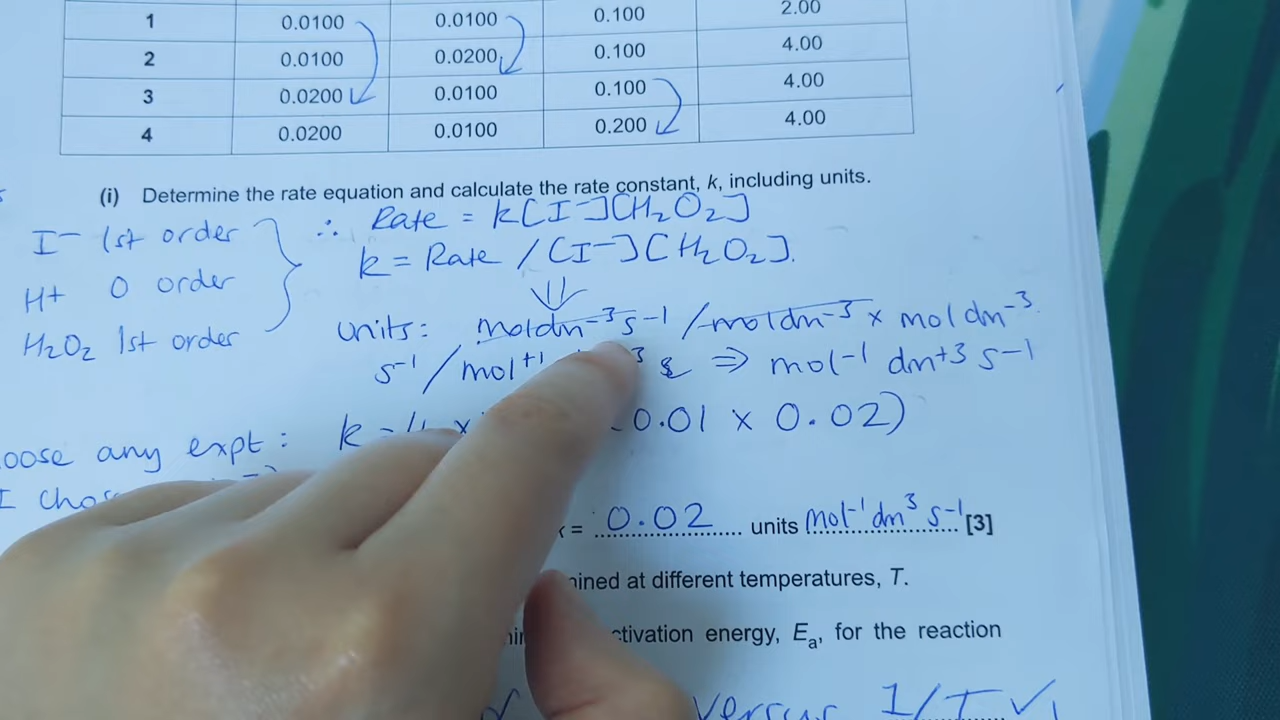 1 0.0100 0.0100 0.100 2.00
2 0.0100 0.0200 0.100 4.00
3 0.0200 0.0100 0.100 4.00
4 0.0200 0.0100 0.200 4.00
(i) Determine the rate equation and calculate the rate constant, k, including units.
I⁻ 1st order
H⁺ 0 order
H₂O₂ 1st order
∴ Rate = k[I⁻][H₂O₂]
k = Rate / [I⁻][H₂O₂].
units: moldm⁻³s⁻¹ / moldm⁻³ x mol dm⁻³
s⁻¹ / mol⁺¹ ⇒ mol⁻¹ dm⁺³ s⁻¹
any expt: k = 0.01 x 0.02)
I
= 0.02 units mol⁻¹ dm³ s⁻¹ [3]
at different temperatures, T.
energy, Eₐ, for the reaction
versus 1/T ✓